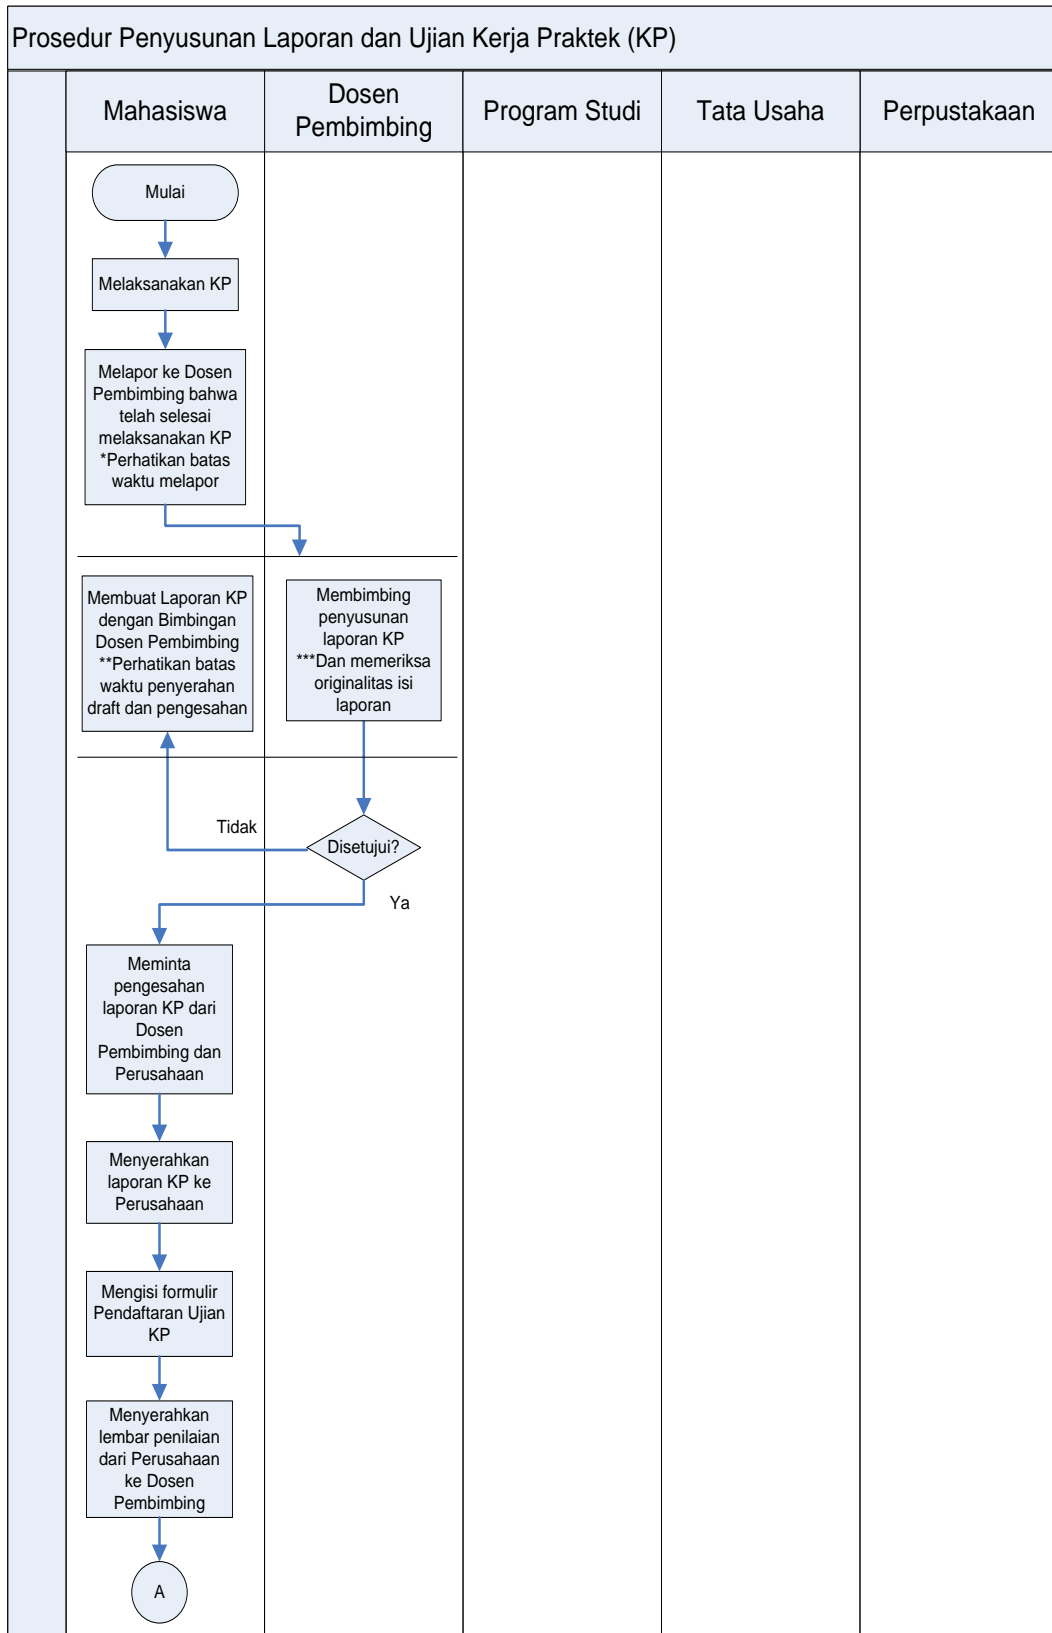 Prosedur Penyusunan Laporan dan Ujian Kerja Praktek (KP)
Mahasiswa
Dosen
Pembimbing
Program Studi
Tata Usaha
Perpustakaan
Mulai
Melaksanakan KP
Melapor ke Dosen
Pembimbing bahwa
telah selesai
melaksanakan KP
*Perhatikan batas
waktu melapor
Membuat Laporan KP
dengan Bimbingan
Dosen Pembimbing
**Perhatikan batas
waktu penyerahan
draft dan pengesahan
Membimbing
penyusunan
laporan KP
***Dan memeriksa
originalitas isi
laporan
Tidak
Disetujui?
Ya
Meminta
pengesahan
laporan KP dari
Dosen
Pembimbing dan
Perusahaan
Menyerahkan
laporan KP ke
Perusahaan
Mengisi formulir
Pendaftaran Ujian
KP
Menyerahkan
lembar penilaian
dari Perusahaan
ke Dosen
Pembimbing
A